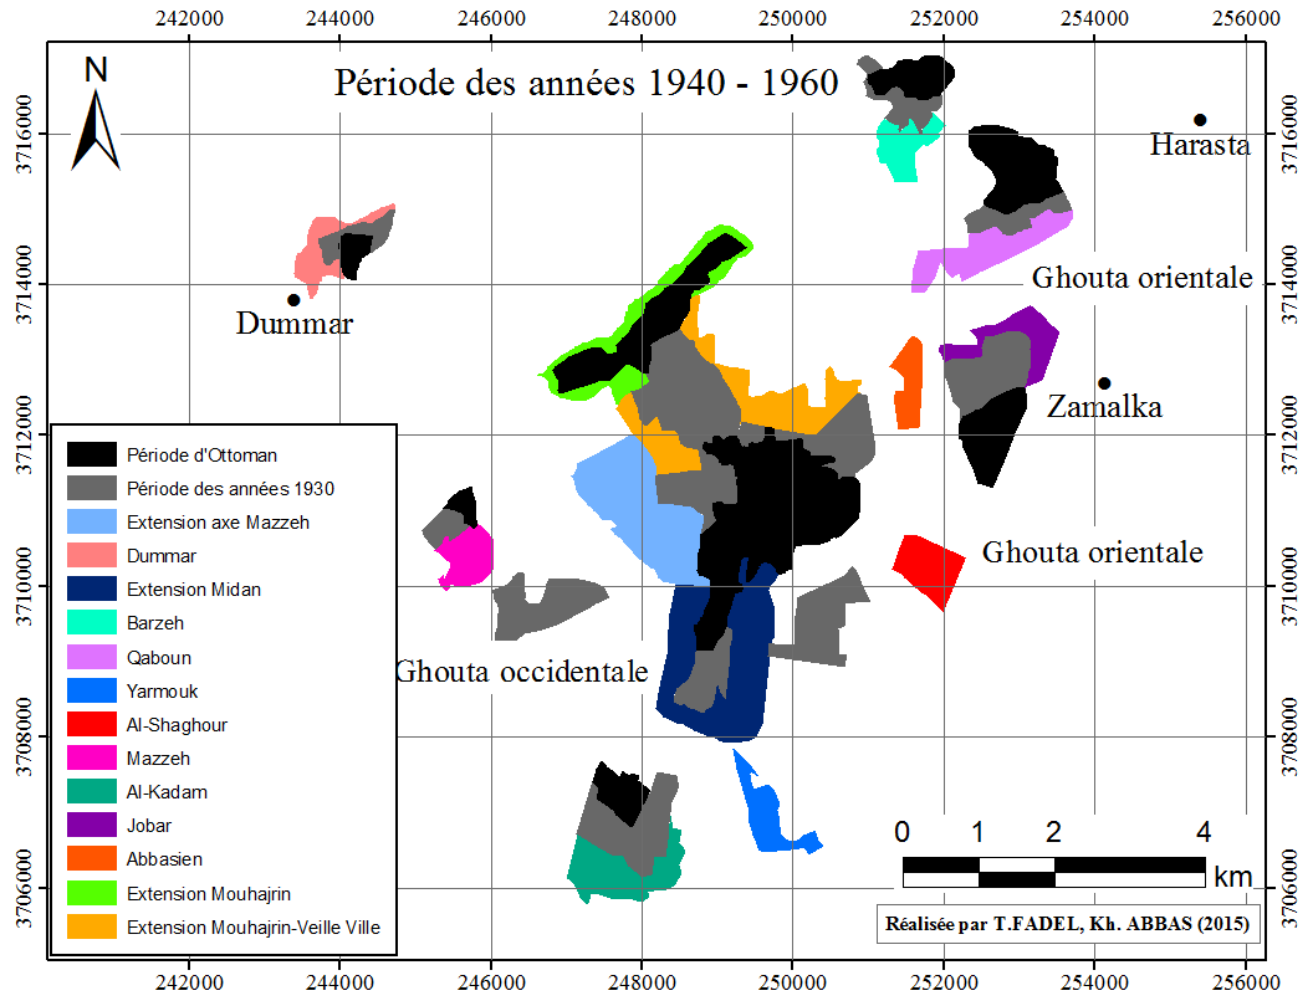 242000 244000 246000 248000 250000 252000 254000 256000
Période des années 1940 - 1960
N
3716000 3716000
Harasta
3714000 3714000
Ghouta orientale
Dummar
Zamalka
3712000 3712000
Période d'Ottoman
Période des années 1930
Extension axe Mazzeh
Dummar
Extension Midan
Barzeh
Qaboun
Yarmouk
Al-Shaghour
Mazzeh
Al-Kadam
Jobar
Abbasien
Extension Mouhajrin
Extension Mouhajrin-Veille Ville
Ghouta orientale
3710000 3710000
Ghouta occidentale
3708000 3708000
0 1 2 4
km
3706000 3706000
Réalisée par T.FADEL, Kh. ABBAS (2015)
242000 244000 246000 248000 250000 252000 254000 256000